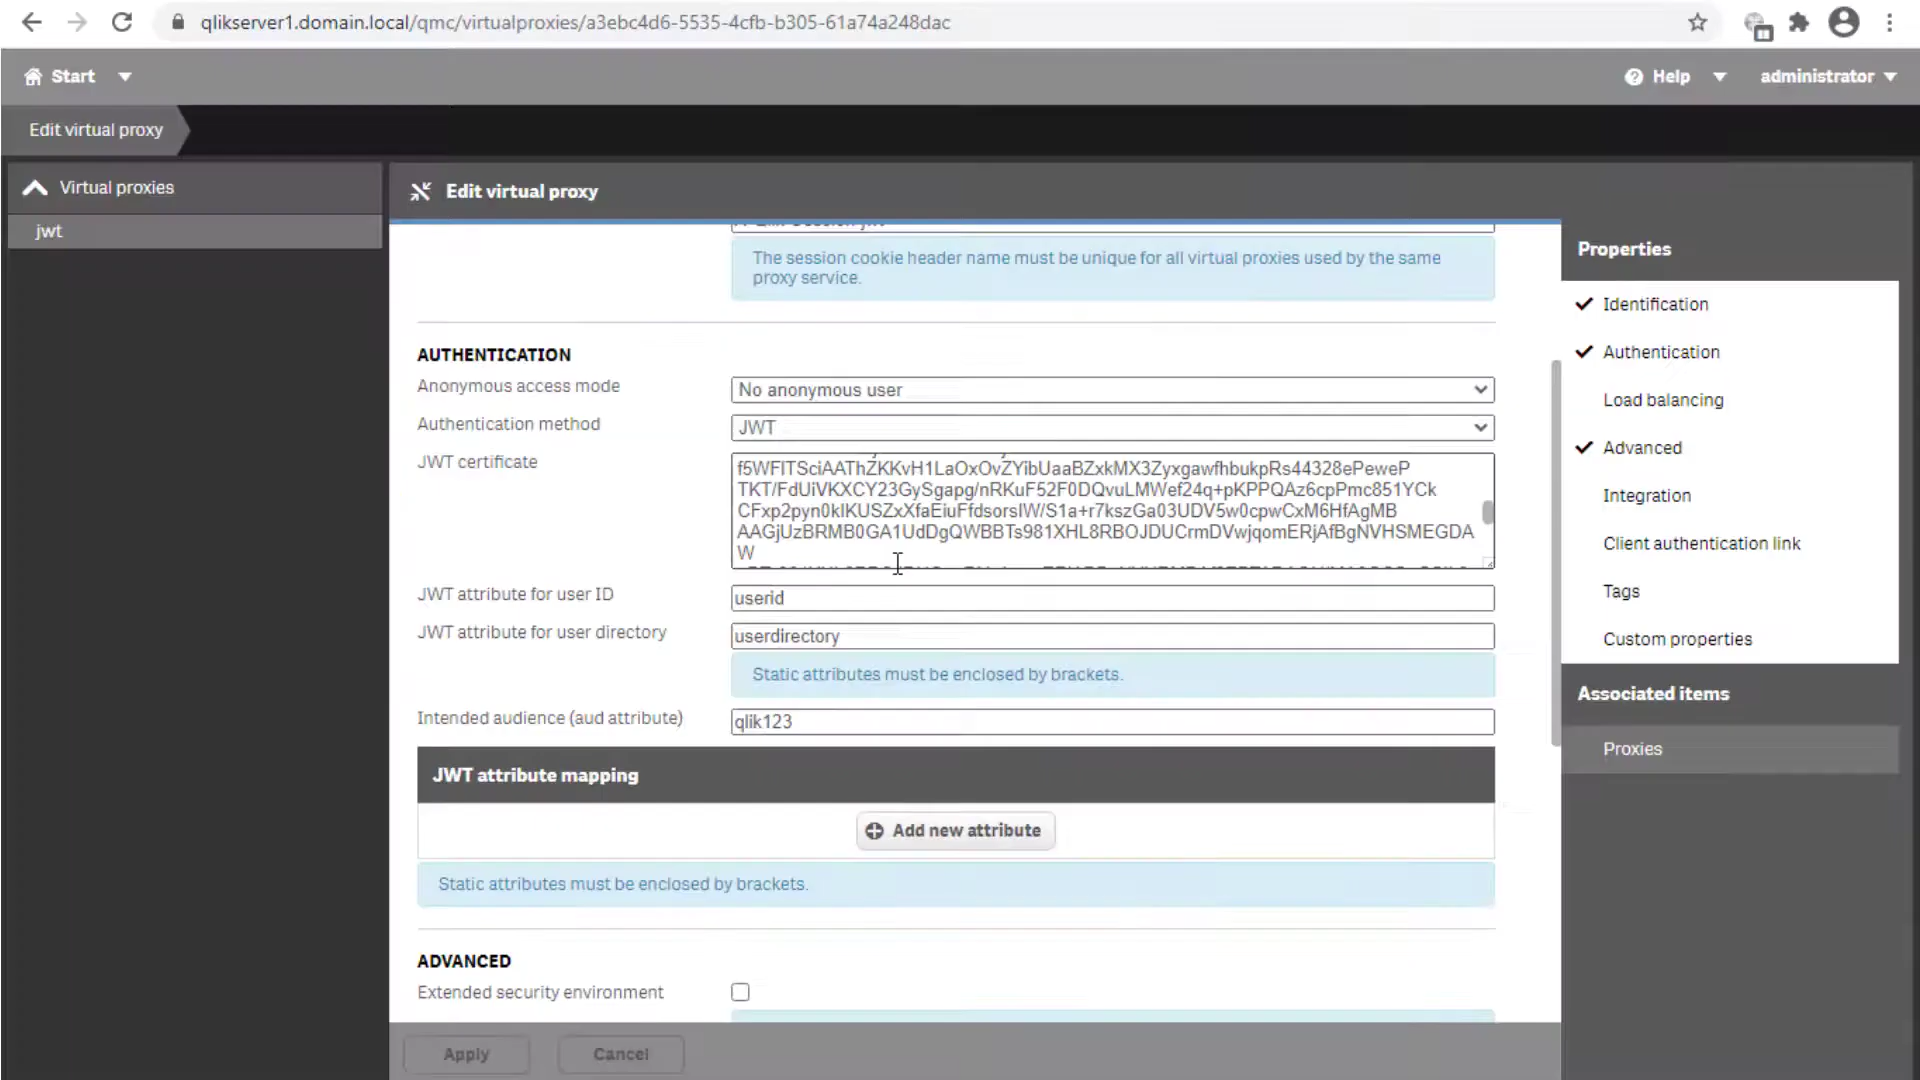 qlikserver1.domain.local/qmc/virtualproxies/a3ebc4d6-5535-4cfb-b305-61a74a248dac
Start
Help
administrator
Edit virtual proxy
Virtual proxies
jwt
Edit virtual proxy
The session cookie header name must be unique for all virtual proxies used by the same
proxy service.
AUTHENTICATION
Anonymous access mode
No anonymous user
Authentication method
JWT
JWT certificate
f5WFITSciAAThZKKvH1LaOxOvZYibUaaBZxkMX3ZyxgawfhbukpRs44328ePeweP
TKT/FdUiVKXCY23GySgapg/nRKuF52F0DQvuLMWef24q+pKPPQAz6cpPmc851YCk
CFxp2pyn0kIKUSZxXfaEiuFfdsorsIW/S1a+r7kszGa03UDV5w0cpwCxM6HfAgMB
AAGjUzBRMB0GA1UdDgQWBBTs981XHL8RBOJDUCrmDVwjqomERjAfBgNVHSMEGDA
W
JWT attribute for user ID
userid
JWT attribute for user directory
userdirectory
Static attributes must be enclosed by brackets.
Intended audience (aud attribute)
qlik123
JWT attribute mapping
Add new attribute
Static attributes must be enclosed by brackets.
ADVANCED
Extended security environment
Apply
Cancel
Properties
Identification
Authentication
Load balancing
Advanced
Integration
Client authentication link
Tags
Custom properties
Associated items
Proxies